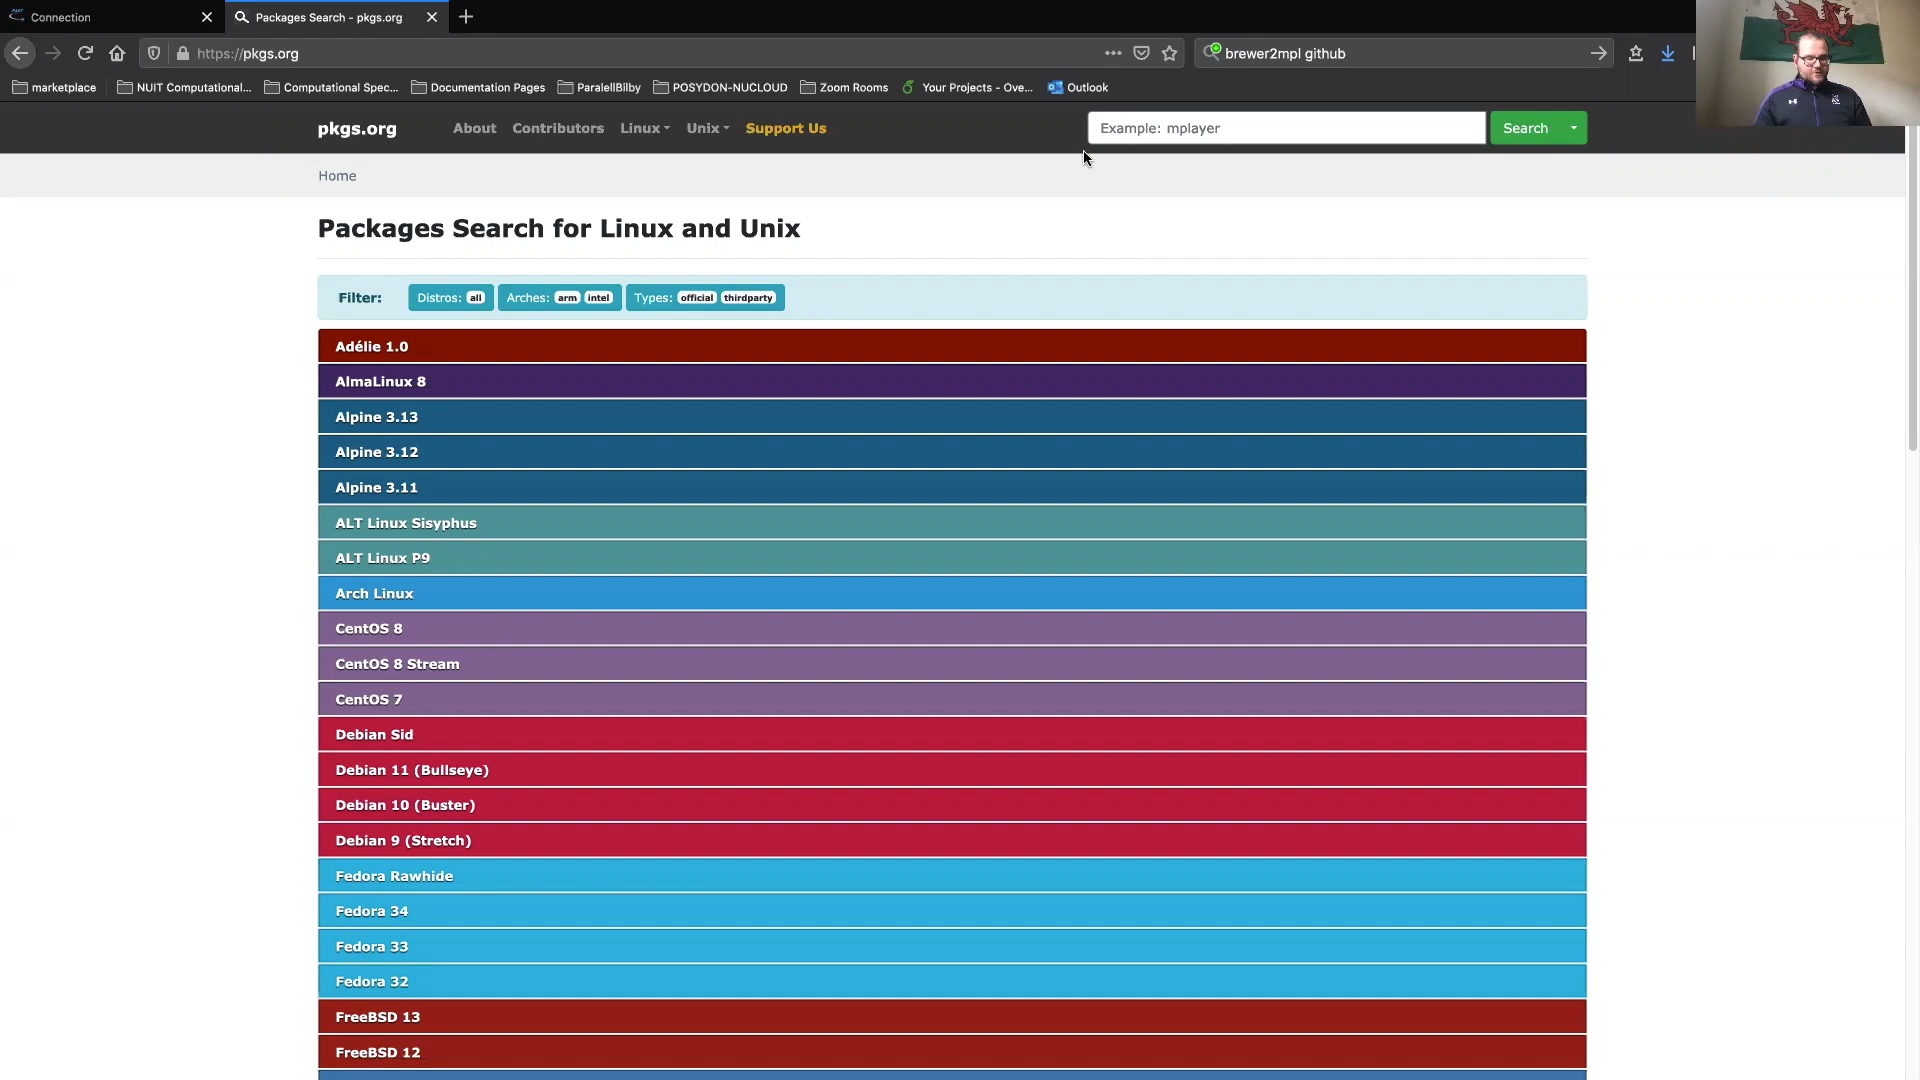 Connection
Packages Search - pkgs.org
https://pkgs.org
brewer2mpl github
marketplace
NUIT Computational...
Computational Spec...
Documentation Pages
ParalellBilby
POSYDON-NUCLOUD
Zoom Rooms
Your Projects - Ove...
Outlook
pkgs.org
About
Contributors
Linux
Unix
Support Us
Example: mplayer
Search
Home
Packages Search for Linux and Unix
Filter:
Distros: all
Arches: arm intel
Types: official thirdparty
Adélie 1.0
AlmaLinux 8
Alpine 3.13
Alpine 3.12
Alpine 3.11
ALT Linux Sisyphus
ALT Linux P9
Arch Linux
CentOS 8
CentOS 8 Stream
CentOS 7
Debian Sid
Debian 11 (Bullseye)
Debian 10 (Buster)
Debian 9 (Stretch)
Fedora Rawhide
Fedora 34
Fedora 33
Fedora 32
FreeBSD 13
FreeBSD 12